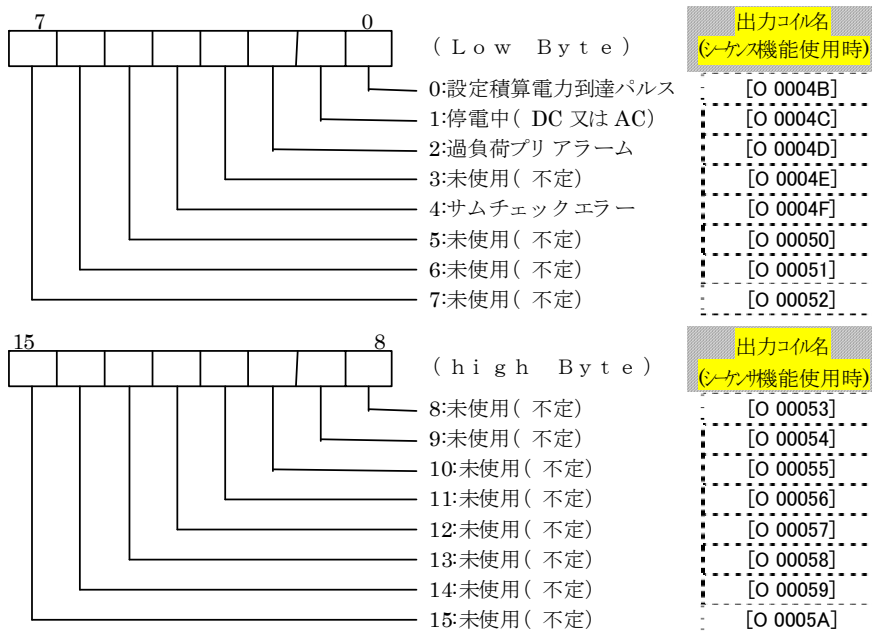 7 0
(Low Byte)
出力コイル名
(シーケンス機能使用時)
0:設定積算電力到達パルス [O 0004B]
1:停電中( DC 又は AC) [O 0004C]
2:過負荷プリアラーム [O 0004D]
3:未使用( 不定) [O 0004E]
4:サムチェックエラー [O 0004F]
5:未使用( 不定) [O 00050]
6:未使用( 不定) [O 00051]
7:未使用( 不定) [O 00052]
15 8
(high Byte)
出力コイル名
(シーケンサ機能使用時)
8:未使用( 不定) [O 00053]
9:未使用( 不定) [O 00054]
10:未使用( 不定) [O 00055]
11:未使用( 不定) [O 00056]
12:未使用( 不定) [O 00057]
13:未使用( 不定) [O 00058]
14:未使用( 不定) [O 00059]
15:未使用( 不定) [O 0005A]